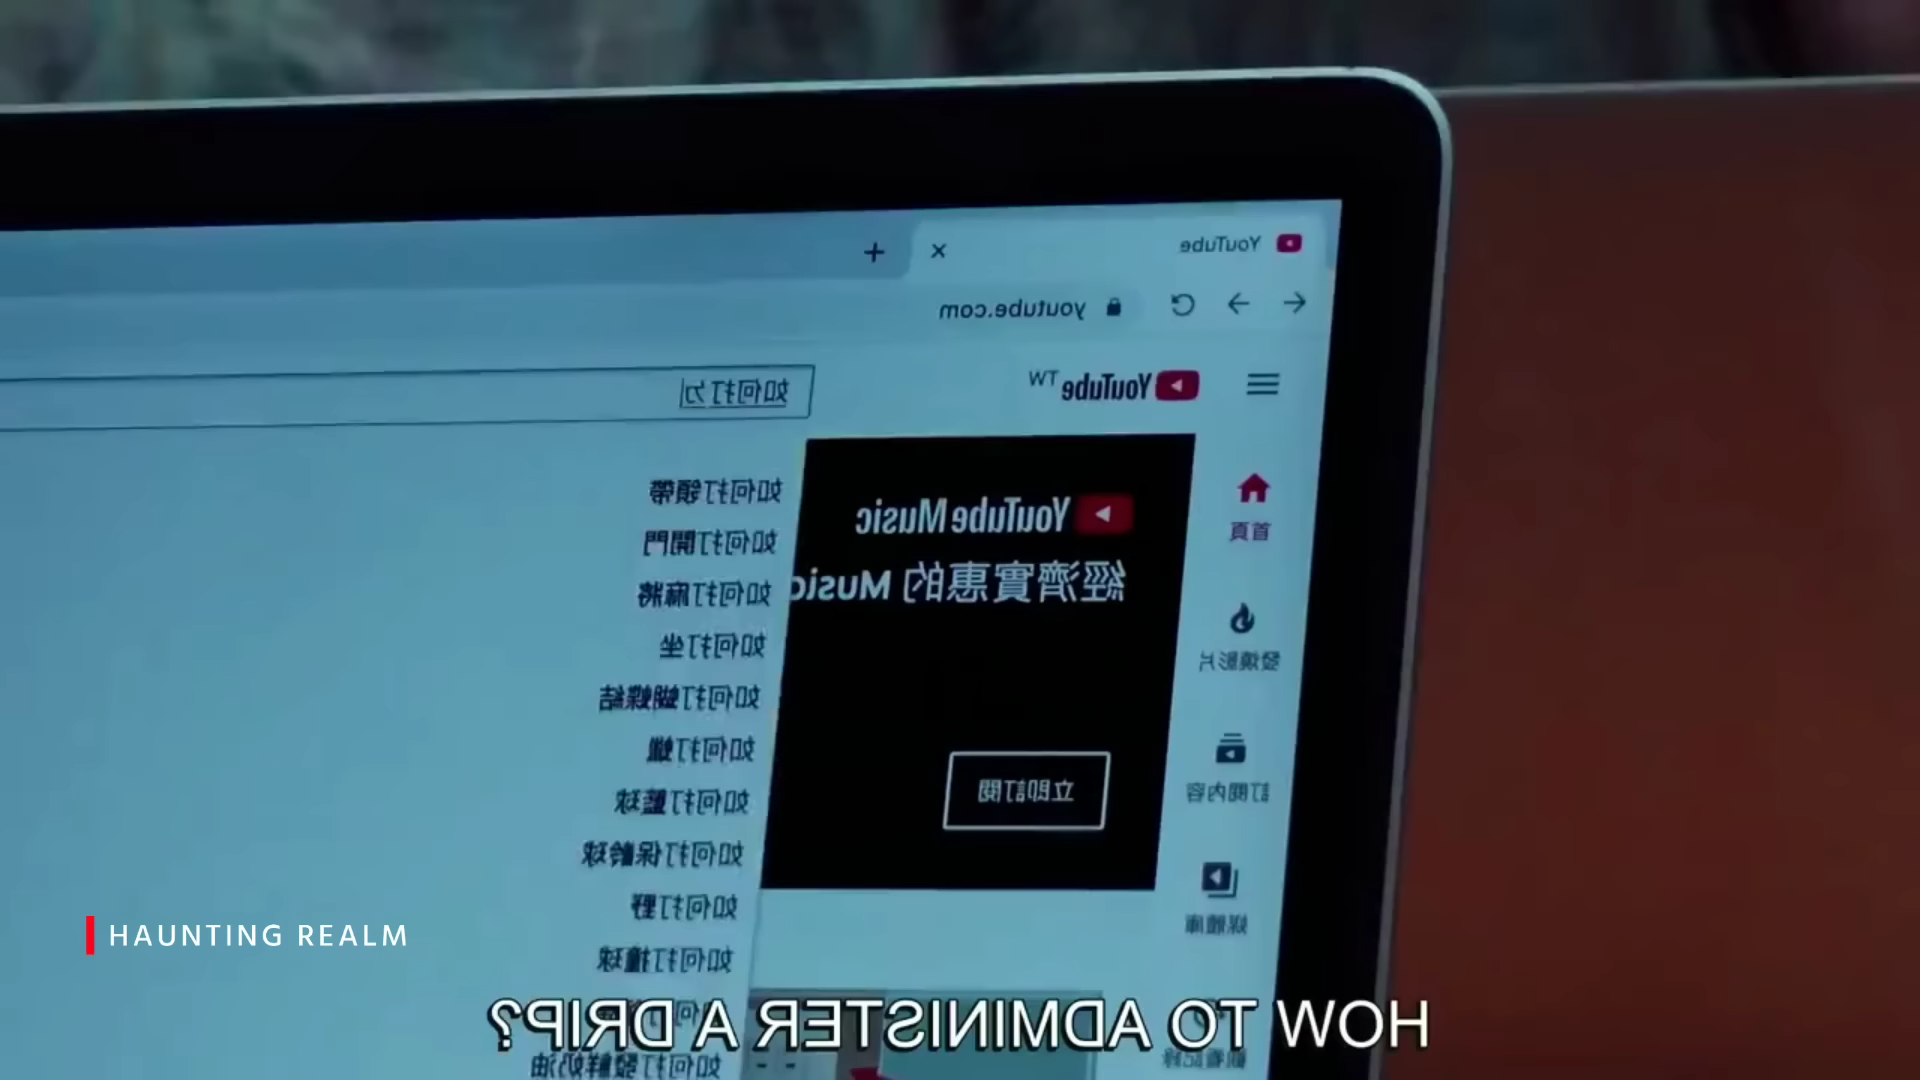 YouTube
youtube.com
YouTube TW
如何打ㄉ
首頁
發燒影片
訂閱內容
媒體庫
觀看記錄
YouTube Music
經濟實惠的 Music
立即訂閱
如何打領帶
如何打開門
如何打麻將
如何打坐
如何打蝴蝶結
如何打蠟
如何打籃球
如何打保齡球
如何打野
如何打撞球
如何打發鮮奶油
HAUNTING REALM
HOW TO ADMINISTER A DRIP?